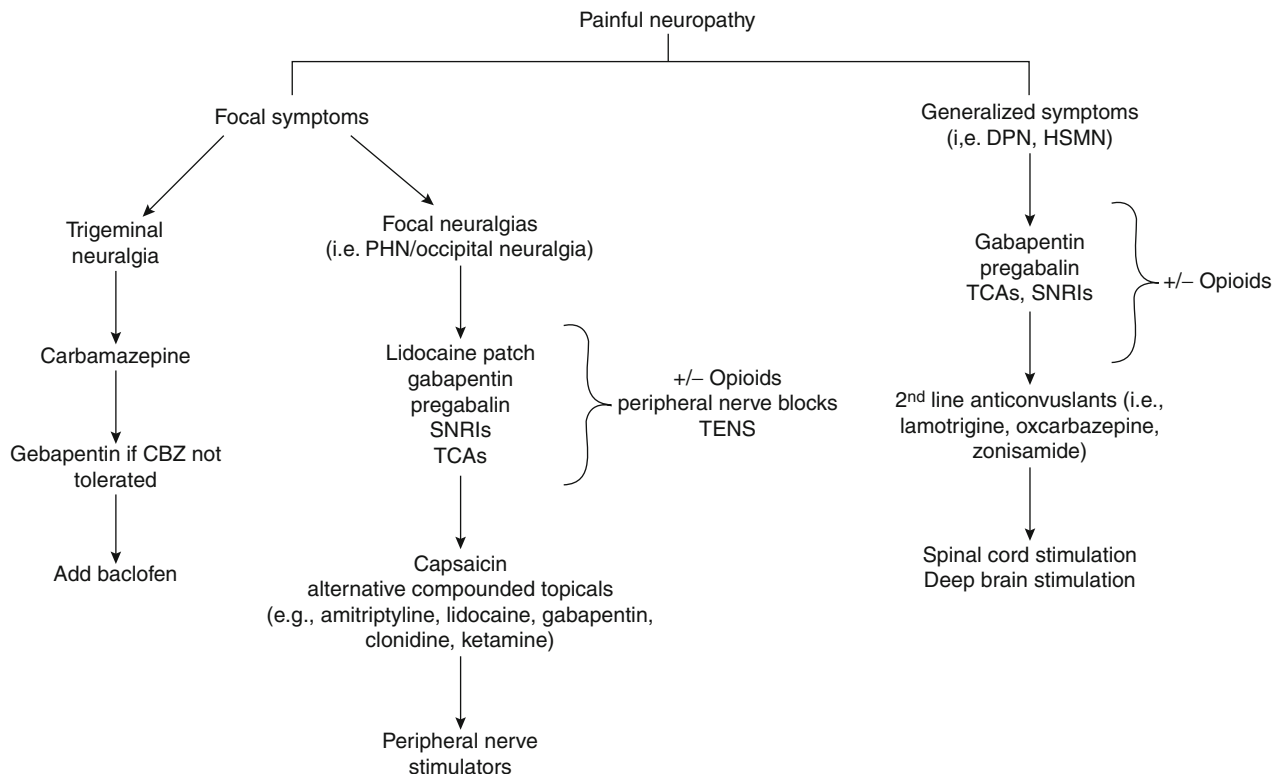 Painful neuropathy
Focal symptoms
Generalized symptoms
(i,e. DPN, HSMN)
Trigeminal
neuralgia
Carbamazepine
Gebapentin if CBZ not
tolerated
Add baclofen
Focal neuralgias
(i.e. PHN/occipital neuralgia)
Lidocaine patch
gabapentin
pregabalin
SNRIs
TCAs
+/– Opioids
peripheral nerve blocks
TENS
Capsaicin
alternative compounded topicals
(e.g., amitriptyline, lidocaine, gabapentin,
clonidine, ketamine)
Peripheral nerve
stimulators
Gabapentin
pregabalin
TCAs, SNRIs
+/– Opioids
2nd line anticonvuslants (i.e.,
lamotrigine, oxcarbazepine,
zonisamide)
Spinal cord stimulation
Deep brain stimulation